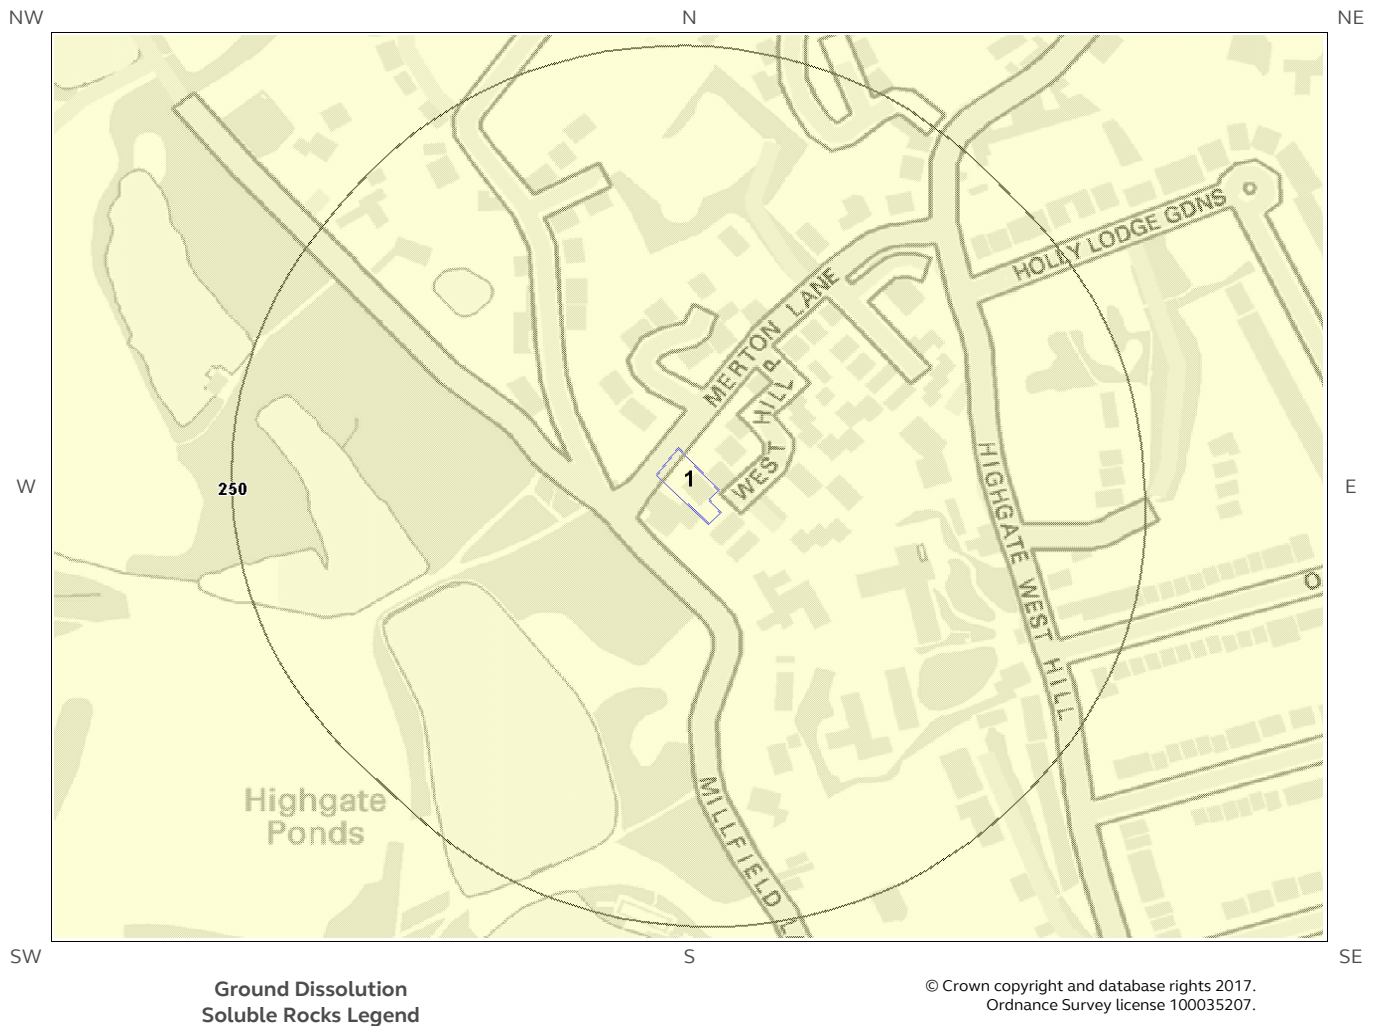 NW
N
NE
HOLLY LODGE GDNS
MERTON LANE
WEST HILL P
1
W
250
E
HIGHGATE WEST HILL
O
Highgate
Ponds
MILLFIELD L
SW
S
SE
Ground Dissolution
Soluble Rocks Legend
© Crown copyright and database rights 2017.
Ordnance Survey license 100035207.